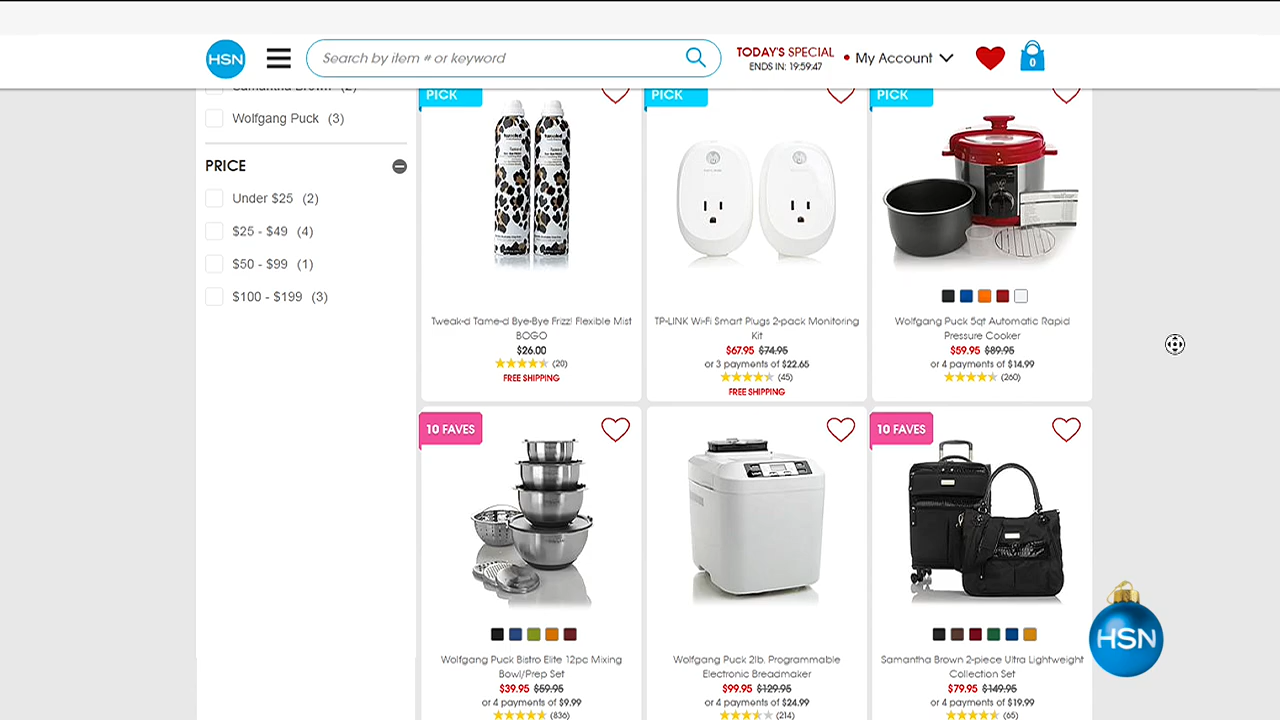 HSN
Search by item # or keyword
TODAY'S SPECIAL
ENDS IN: 19:59:47
My Account
0
Samantha Brown (2)
Wolfgang Puck (3)
PRICE
Under $25 (2)
$25 - $49 (4)
$50 - $99 (1)
$100 - $199 (3)
PICK
PICK
PICK
Tweak-d Tame-d Bye-Bye Frizz! Flexible Mist
BOGO
$26.00
(20)
FREE SHIPPING
TP-LINK Wi-Fi Smart Plugs 2-pack Monitoring
Kit
$67.95 $74.95
or 3 payments of $22.65
(45)
FREE SHIPPING
Wolfgang Puck 5qt Automatic Rapid
Pressure Cooker
$59.95 $89.95
or 4 payments of $14.99
(260)
10 FAVES
10 FAVES
Wolfgang Puck Bistro Elite 12pc Mixing
Bowl/Prep Set
$39.95 $59.95
or 4 payments of $9.99
(836)
Wolfgang Puck 2lb. Programmable
Electronic Breadmaker
$99.95 $129.95
or 4 payments of $24.99
(214)
Samantha Brown 2-piece Ultra Lightweight
Collection Set
$79.95 $149.95
or 4 payments of $19.99
(65)
HSN